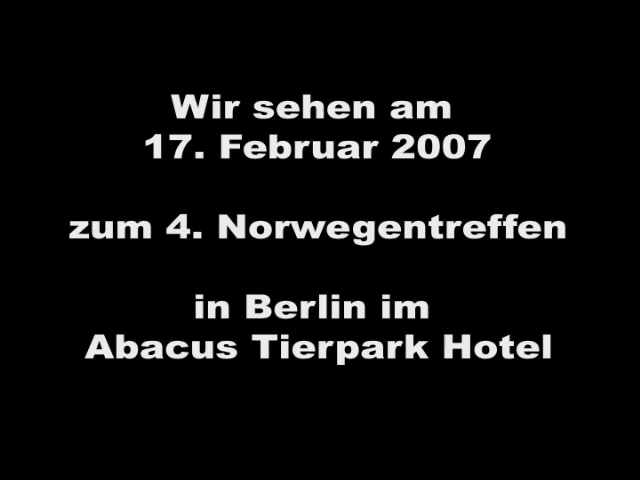 Wir sehen am
17. Februar 2007
zum 4. Norwegentreffen
in Berlin im
Abacus Tierpark Hotel